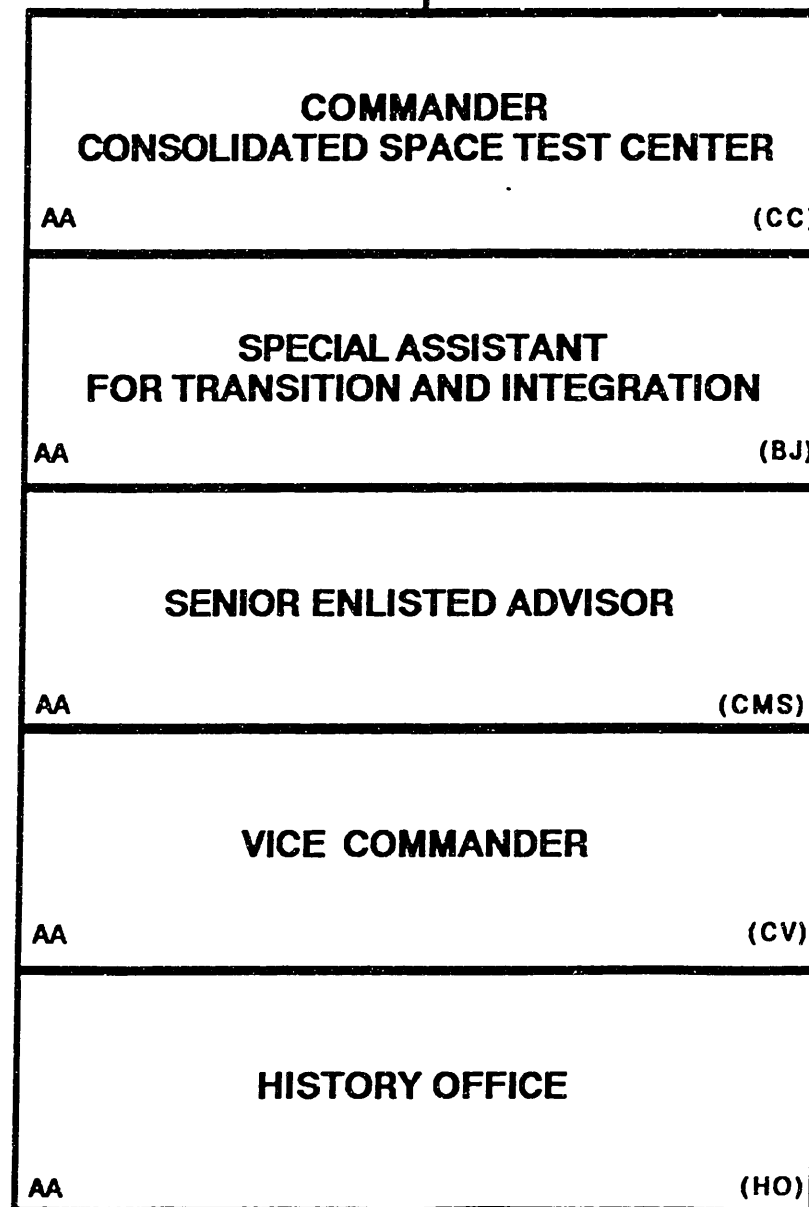 COMMANDER
CONSOLIDATED SPACE TEST CENTER
AA (CC)
SPECIAL ASSISTANT
FOR TRANSITION AND INTEGRATION
AA (BJ)
SENIOR ENLISTED ADVISOR
AA (CMS)
VICE COMMANDER
AA (CV)
HISTORY OFFICE
AA (HO)